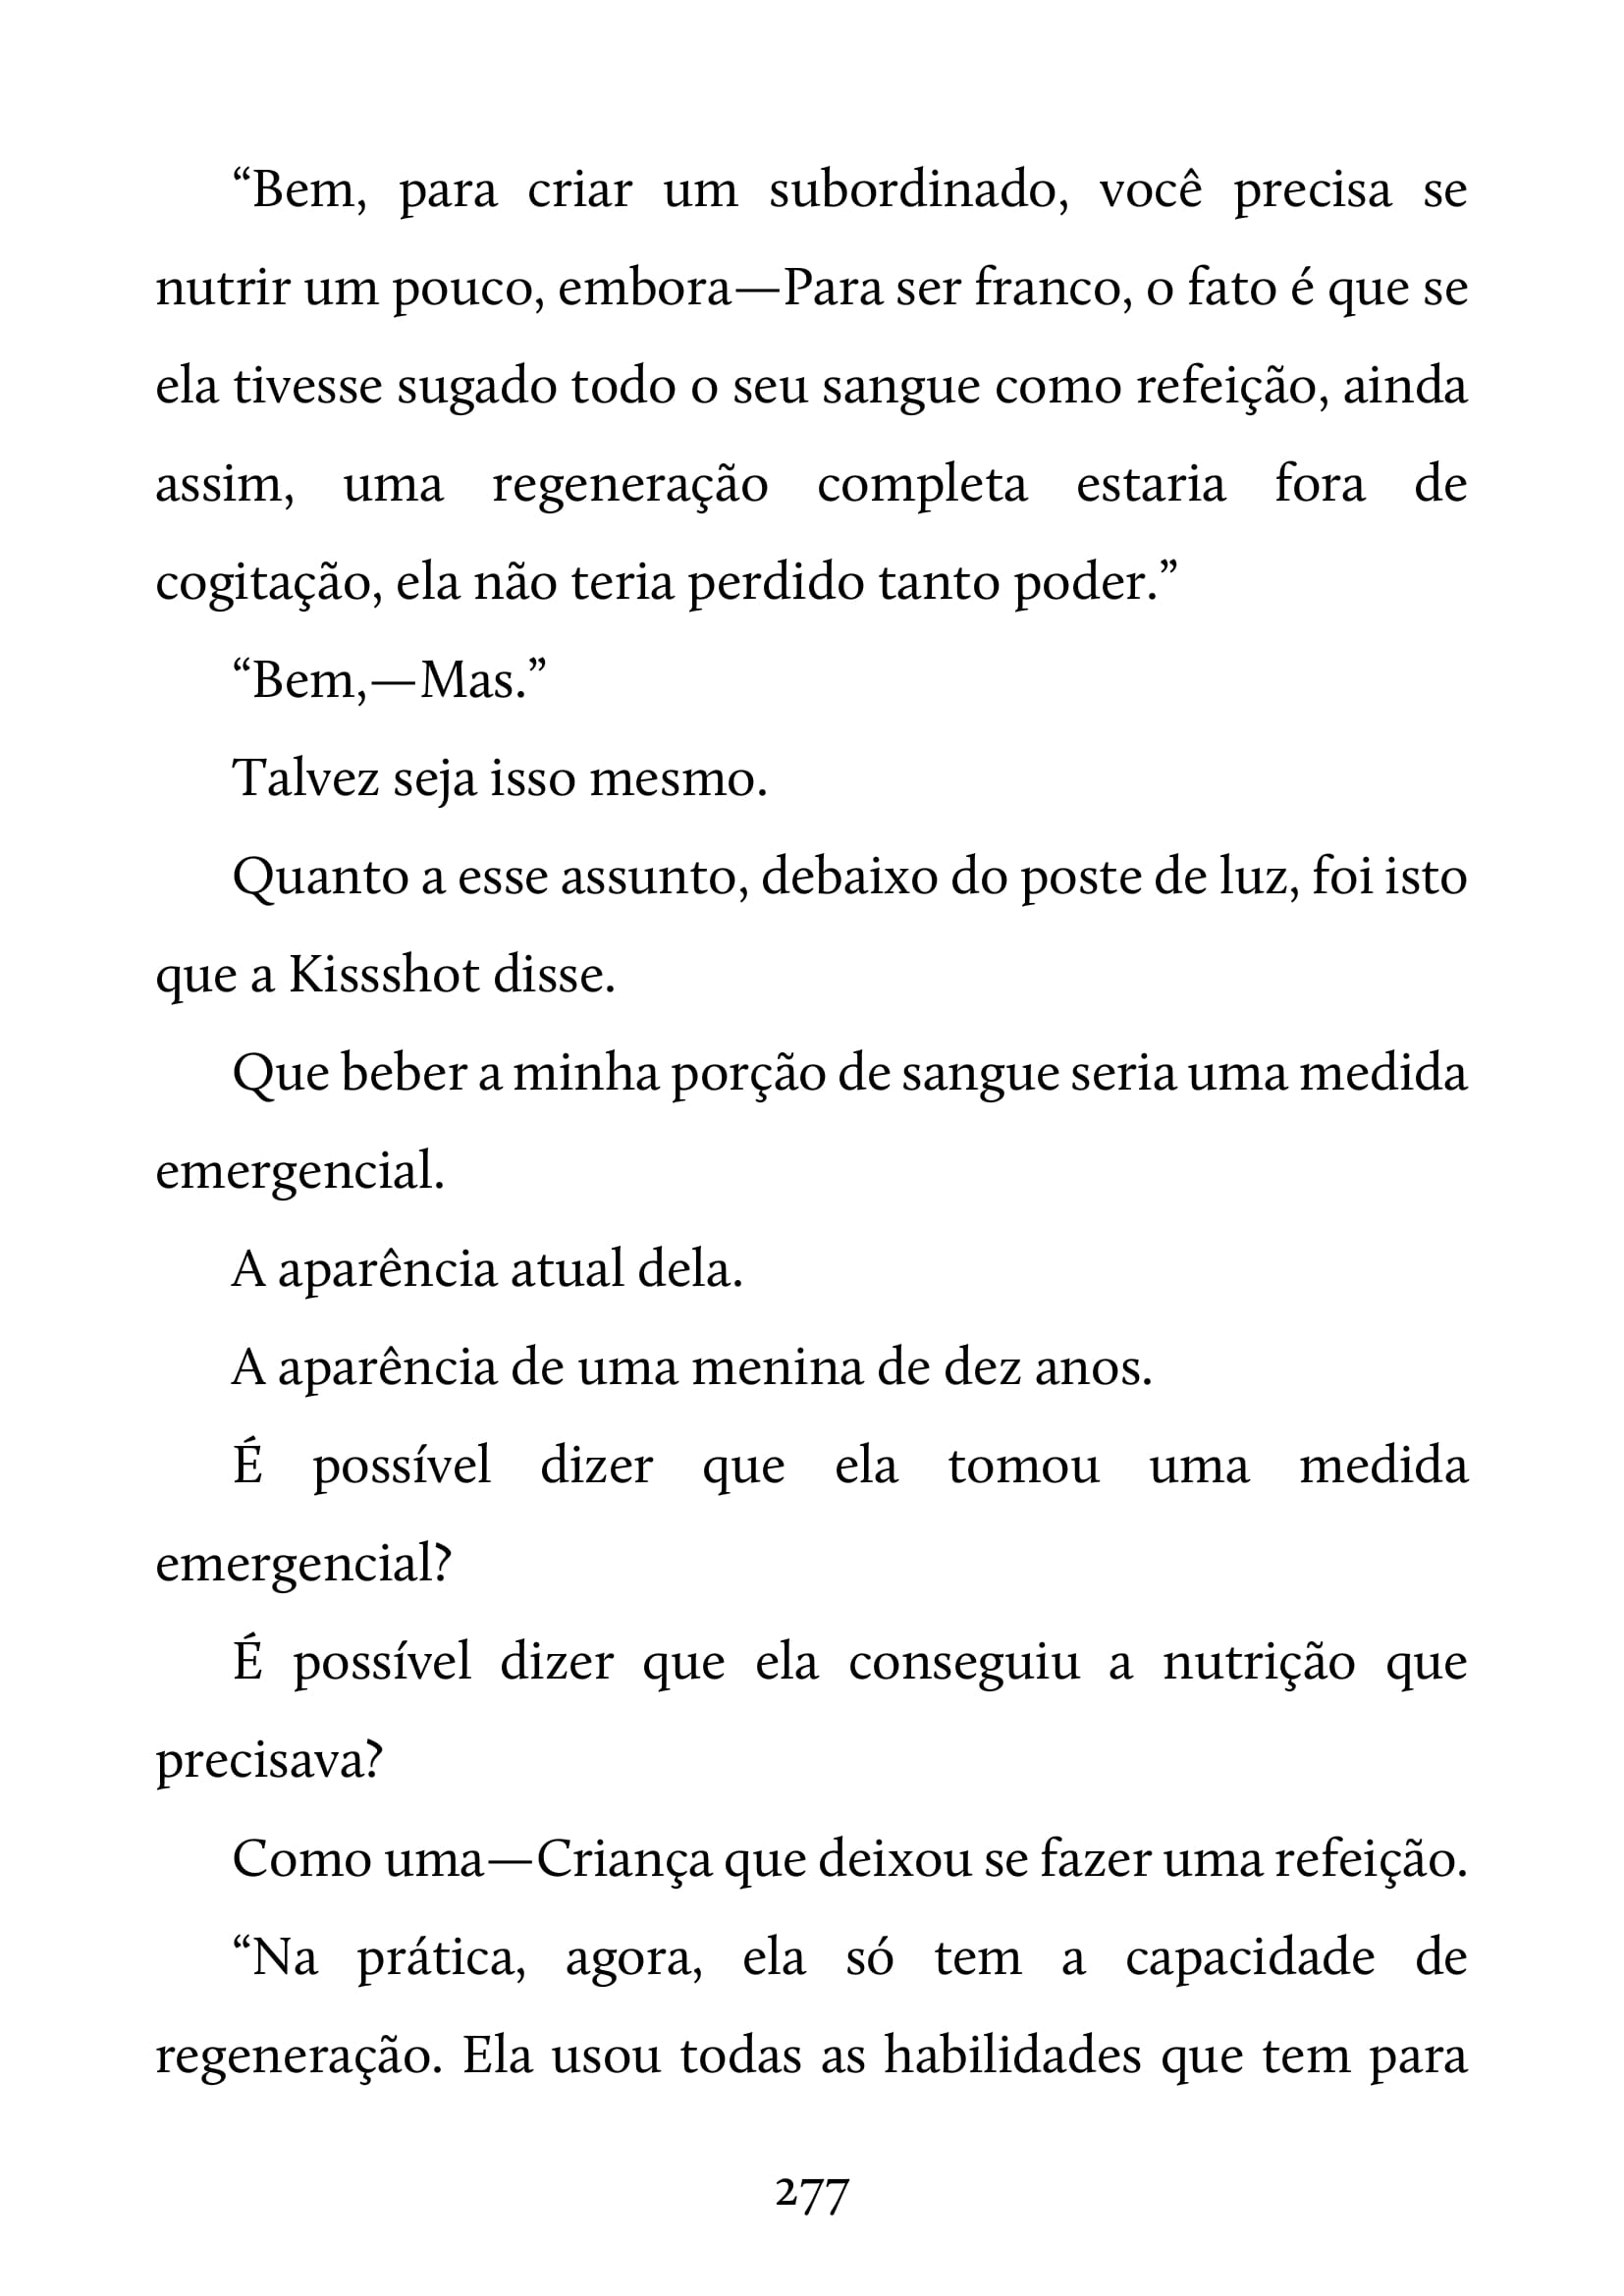 “Bem, para criar um subordinado, você precisa se
nutrir um pouco, embora—Para ser franco, o fato é que se
ela tivesse sugado todo o seu sangue como refeição, ainda
assim, uma regeneração completa estaria fora de
cogitação, ela não teria perdido tanto poder.”
“Bem,—Mas.”
Talvez seja isso mesmo.
Quanto a esse assunto, debaixo do poste de luz, foi isto
que a Kissshot disse.
Que beber a minha porção de sangue seria uma medida
emergencial.
A aparência atual dela.
A aparência de uma menina de dez anos.
É possível dizer que ela tomou uma medida
emergencial?
É possível dizer que ela conseguiu a nutrição que
precisava?
Como uma—Criança que deixou se fazer uma refeição.
“Na prática, agora, ela só tem a capacidade de
regeneração. Ela usou todas as habilidades que tem para
277